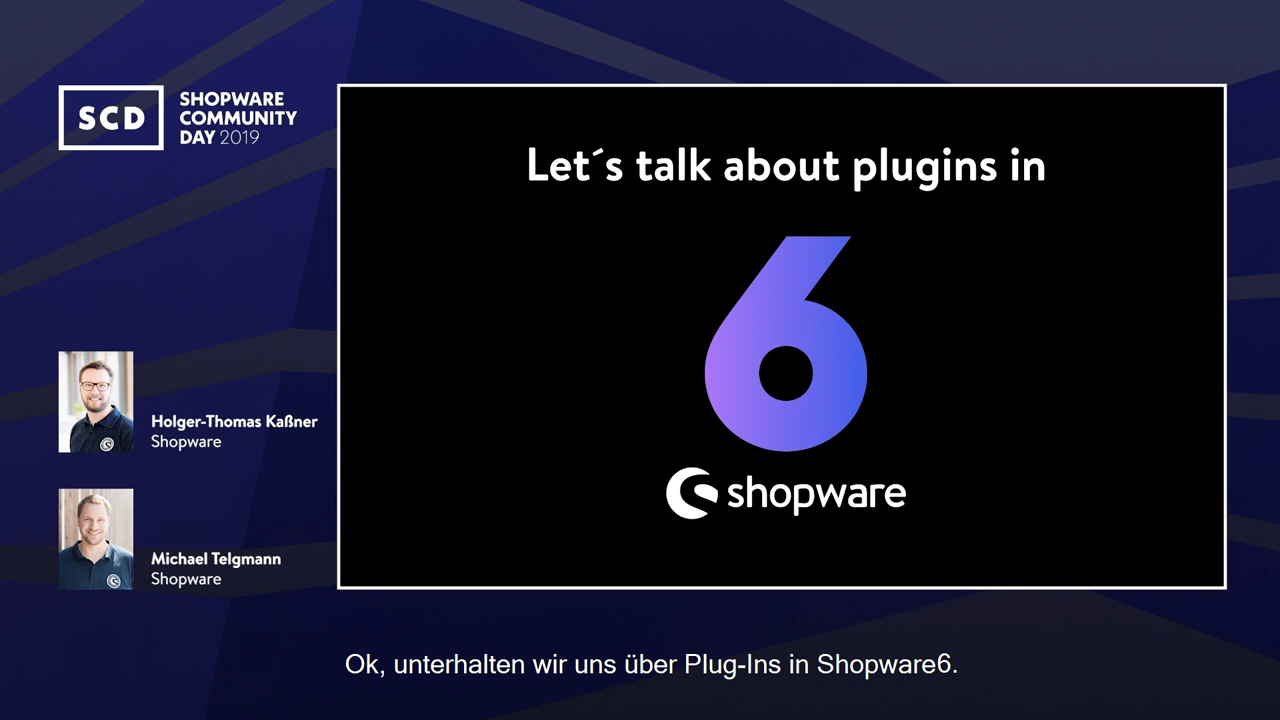 SCD
SHOPWARE
COMMUNITY
DAY 2019
Let´s talk about plugins in
6
shopware
Holger-Thomas Kaßner
Shopware
Michael Telgmann
Shopware
Ok, unterhalten wir uns über Plug-Ins in Shopware6.